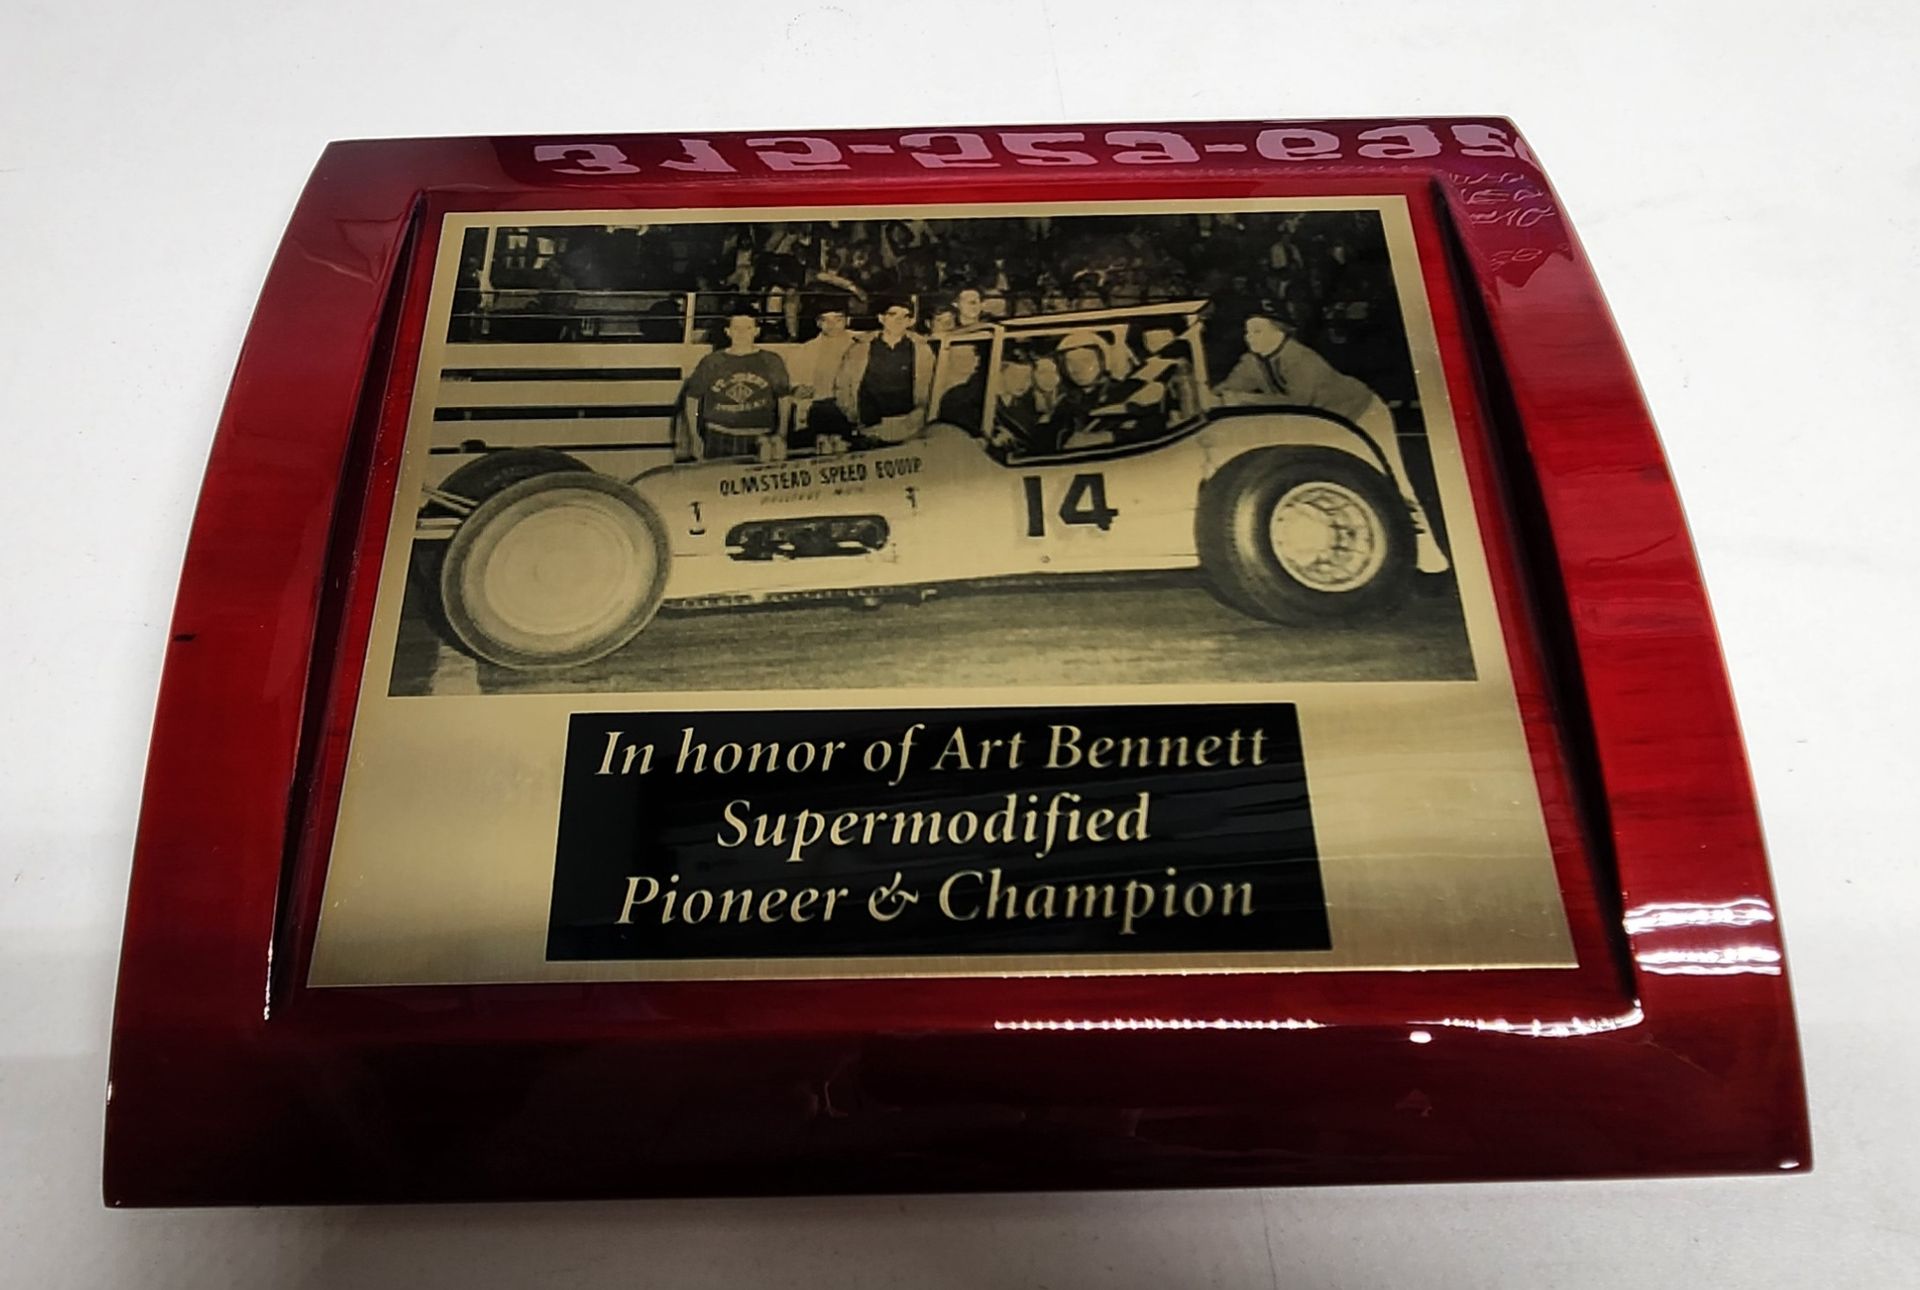 OLMSTEAD SPEED EQUIP
14
In honor of Art Bennett
Supermodified
Pioneer & Champion